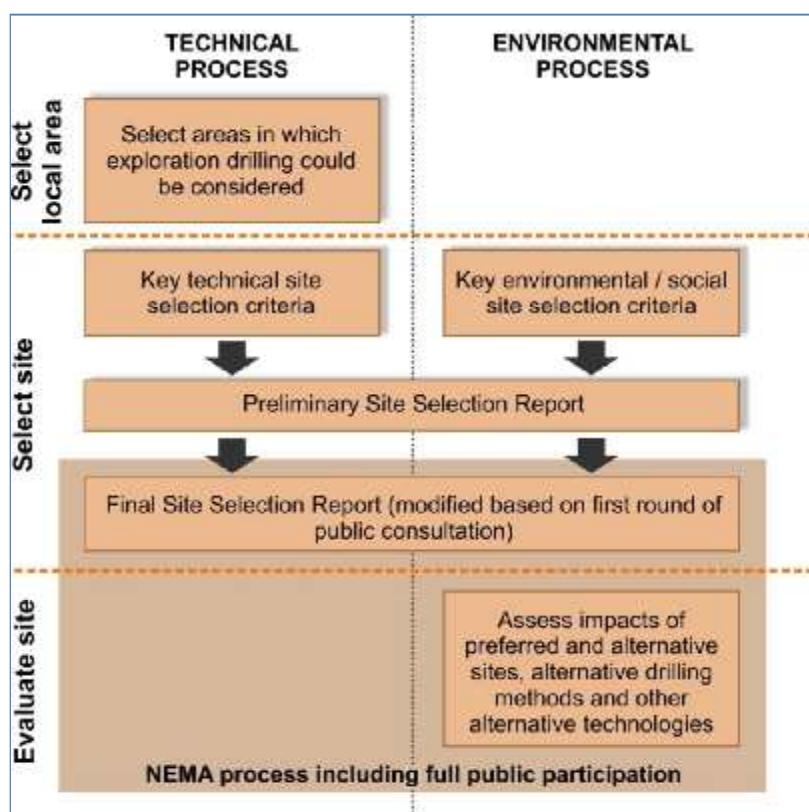 TECHNICAL
PROCESS
ENVIRONMENTAL
PROCESS
Select
local area
Select areas in which
exploration drilling could
be considered
Select site
Key technical site
selection criteria
Key environmental / social
site selection criteria
Preliminary Site Selection Report
Final Site Selection Report (modified based on first round of
public consultation)
Evaluate site
Assess impacts of
preferred and alternative
sites, alternative drilling
methods and other
alternative technologies
NEMA process including full public participation